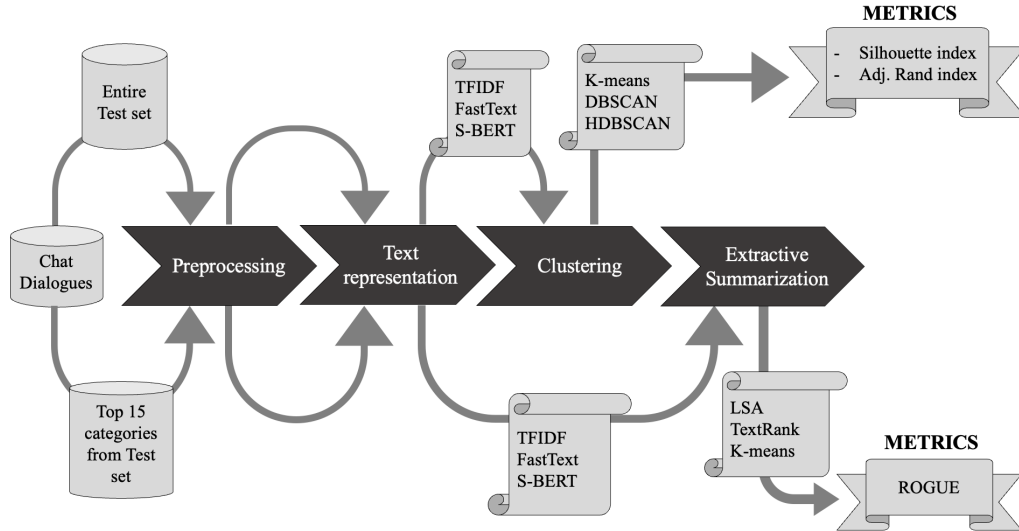 METRICS
- Silhouette index
- Adj. Rand index
Entire
Test set
TFIDF
FastText
S-BERT
K-means
DBSCAN
HDBSCAN
Chat
Dialogues
Preprocessing
Text
representation
Clustering
Extractive
Summarization
Top 15
categories
from Test
set
TFIDF
FastText
S-BERT
LSA
TextRank
K-means
METRICS
ROGUE